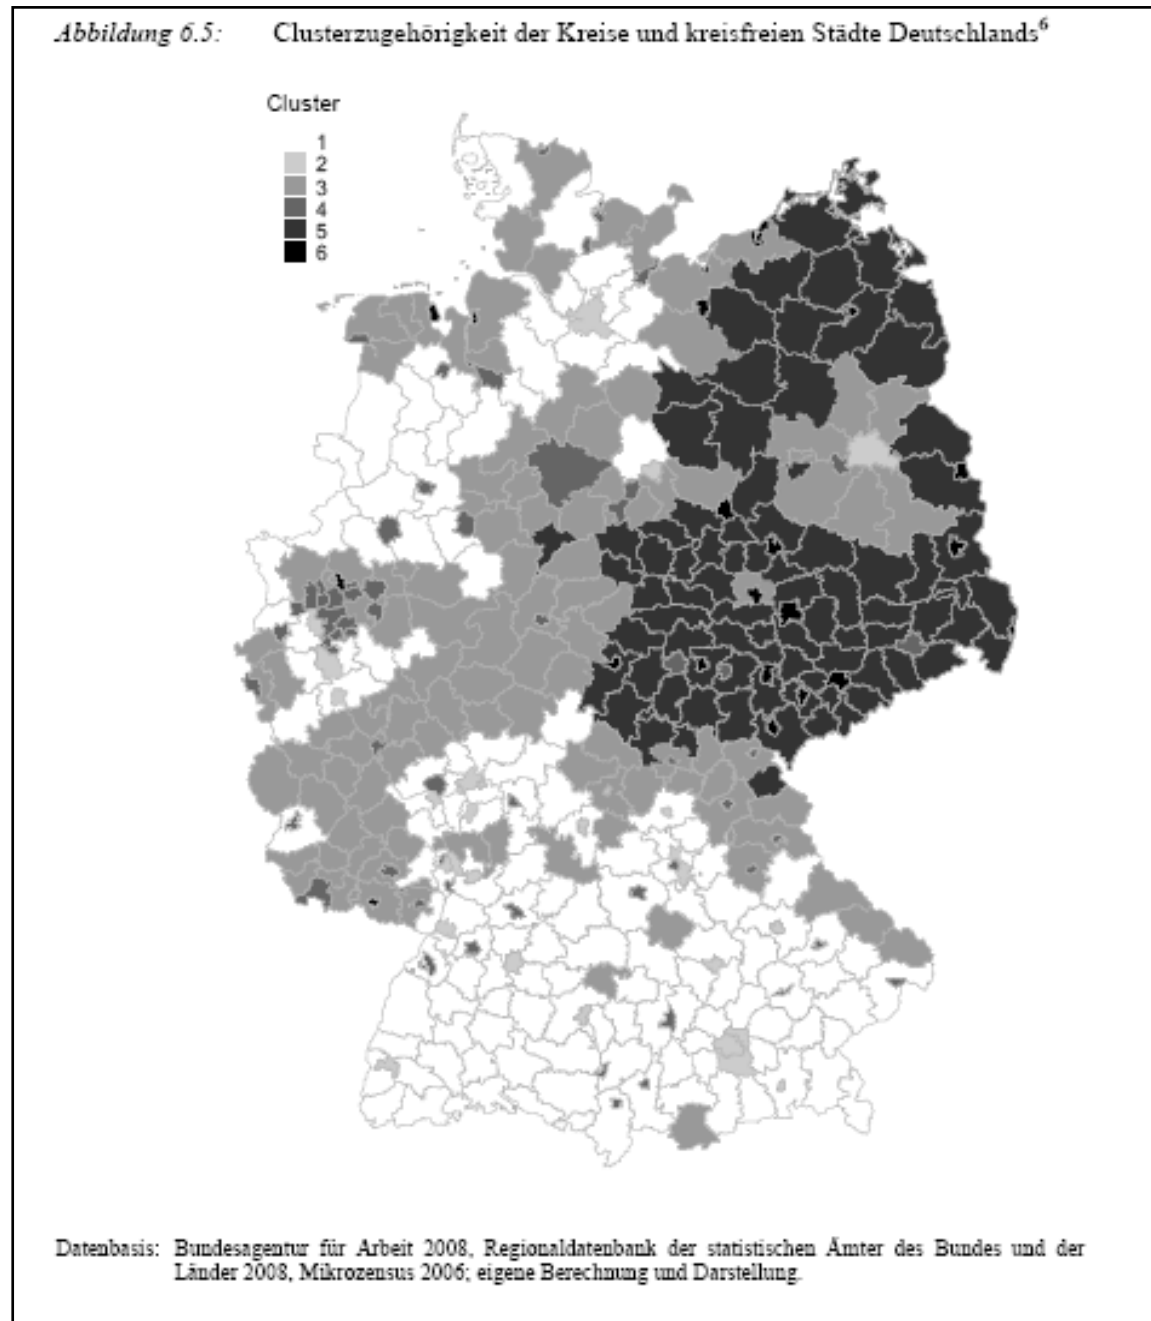 Abbildung 6.5: Clusterzugehörigkeit der Kreise und kreisfreien Städte Deutschlands⁶
Cluster
1
2
3
4
5
6
Datenbasis: Bundesagentur für Arbeit 2008, Regionaldatenbank der statistischen Ämter des Bundes und der
Länder 2008, Mikrozensus 2006; eigene Berechnung und Darstellung.